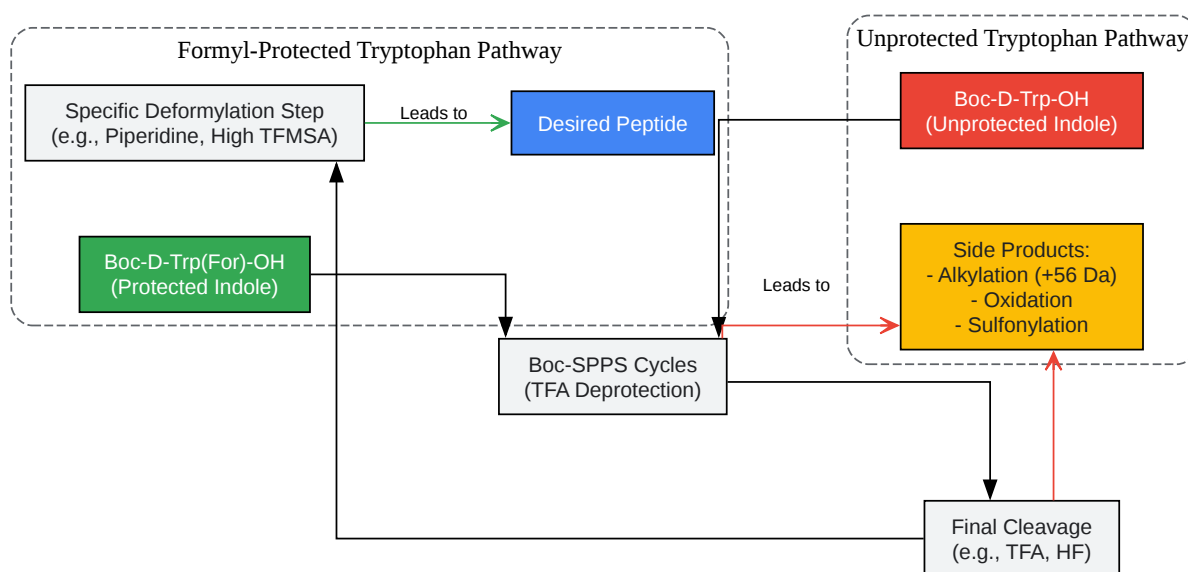 Formyl-Protected Tryptophan Pathway
Unprotected Tryptophan Pathway
Specific Deformylation Step
(e.g., Piperidine, High TFMSA)
Leads to
Desired Peptide
Boc-D-Trp-OH
(Unprotected Indole)
Boc-D-Trp(For)-OH
(Protected Indole)
Leads to
Side Products:
- Alkylation (+56 Da)
- Oxidation
- Sulfonylation
Boc-SPPS Cycles
(TFA Deprotection)
Final Cleavage
(e.g., TFA, HF)